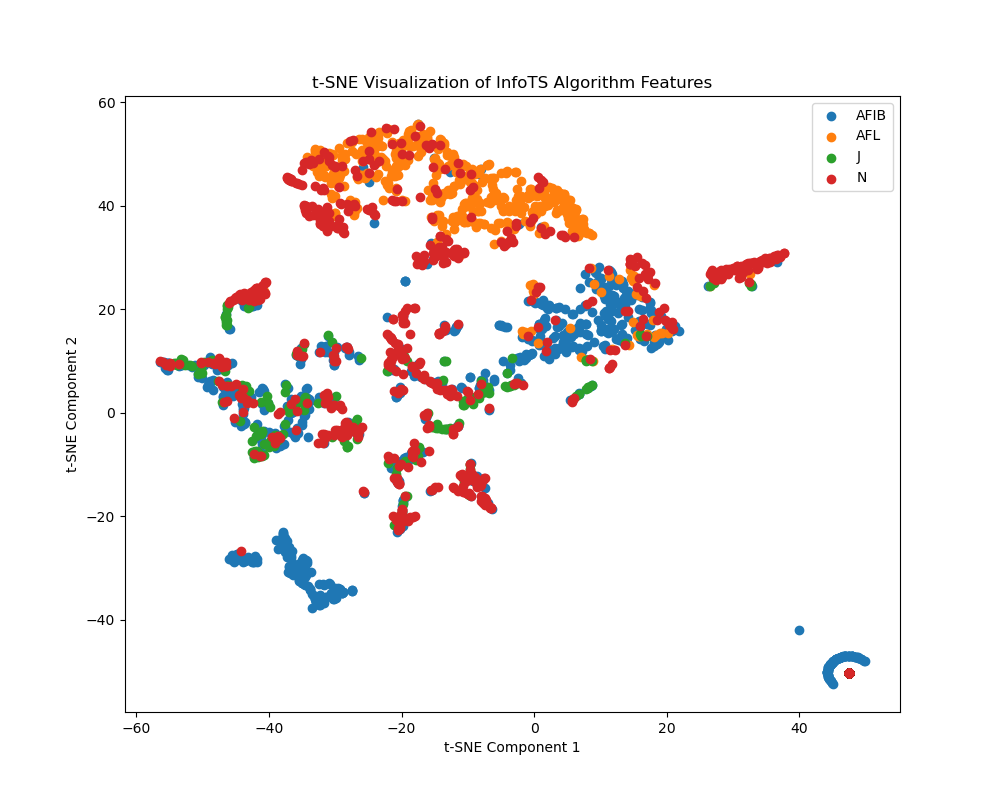 t-SNE Visualization of InfoTS Algorithm Features
AFIB
AFL
J
N
60
40
20
0
−20
−40
t-SNE Component 2
−60
−40
−20
0
20
40
t-SNE Component 1